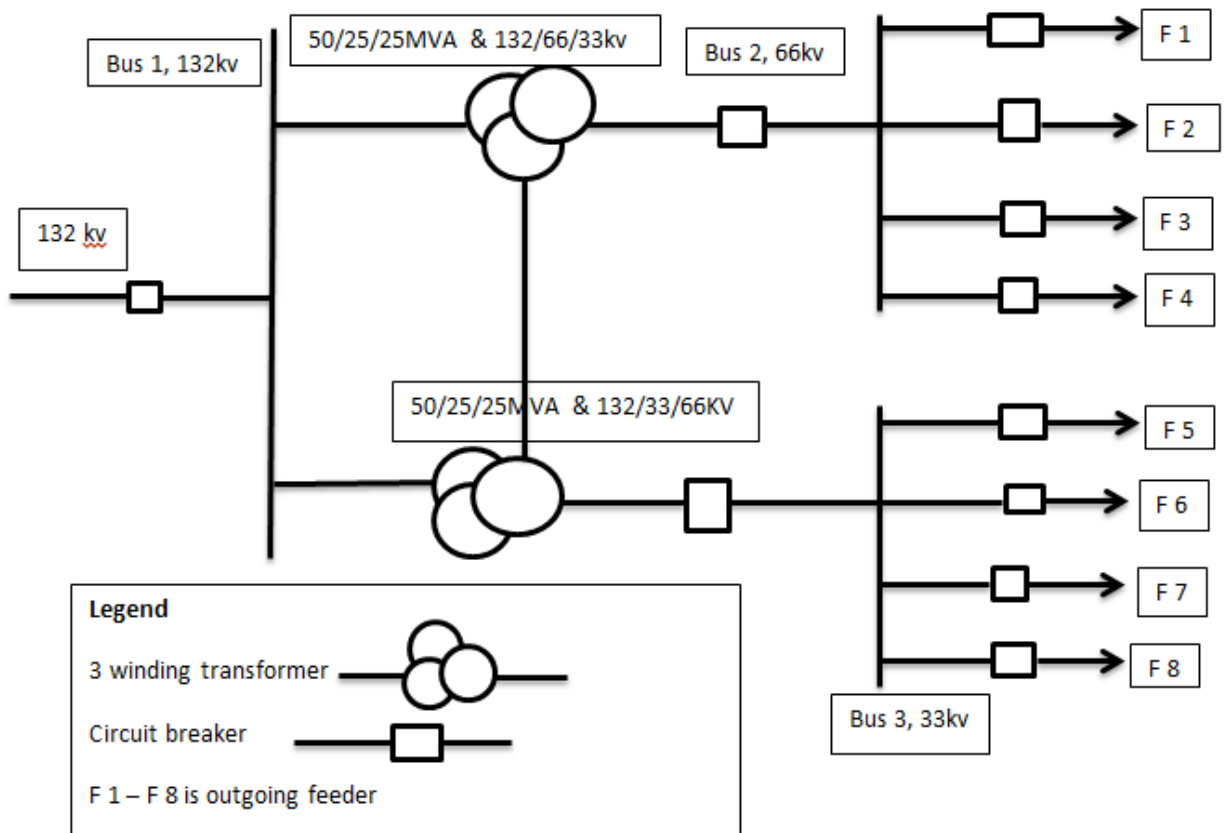 50/25/25MVA & 132/66/33kv
Bus 1, 132kv
Bus 2, 66kv
F 1
F 2
132 kv
F 3
F 4
50/25/25MVA & 132/33/66KV
F 5
F 6
F 7
F 8
Bus 3, 33kv
Legend
3 winding transformer
Circuit breaker
F 1 – F 8 is outgoing feeder